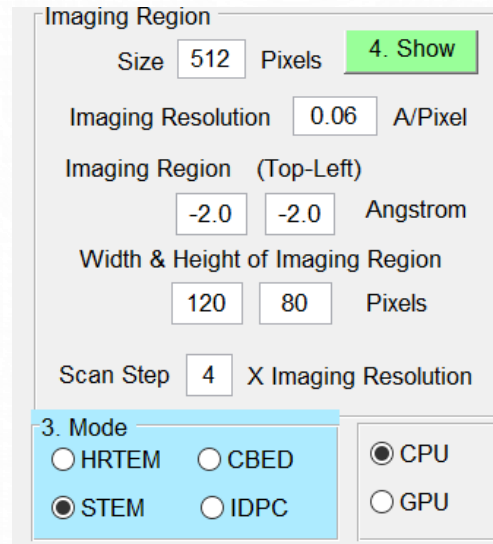 Imaging Region
Size 512 Pixels 4. Show
Imaging Resolution 0.06 A/Pixel
Imaging Region (Top-Left)
-2.0 -2.0 Angstrom
Width & Height of Imaging Region
120 80 Pixels
Scan Step 4 X Imaging Resolution
3. Mode
HRTEM CBED CPU
STEM IDPC GPU